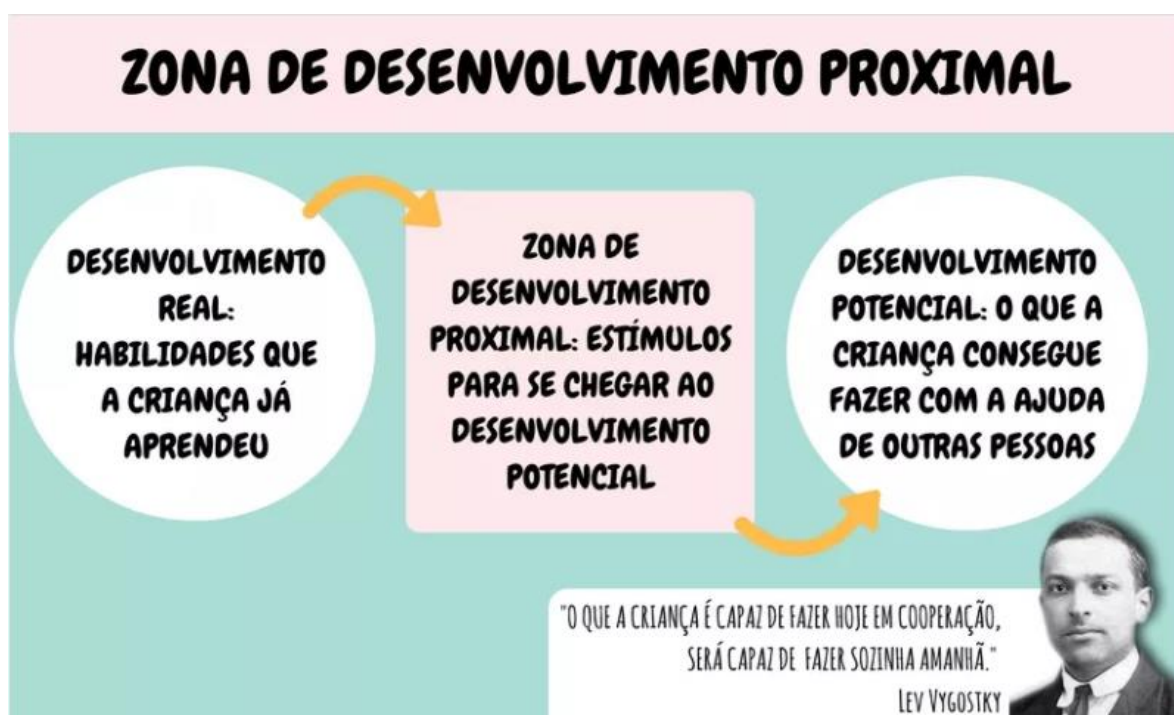 ZONA DE DESENVOLVIMENTO PROXIMAL
DESENVOLVIMENTO
REAL:
HABILIDADES QUE
A CRIANÇA JÁ
APRENDEU
ZONA DE
DESENVOLVIMENTO
PROXIMAL: ESTÍMULOS
PARA SE CHEGAR AO
DESENVOLVIMENTO
POTENCIAL
DESENVOLVIMENTO
POTENCIAL: O QUE A
CRIANÇA CONSEGUE
FAZER COM A AJUDA
DE OUTRAS PESSOAS
"O QUE A CRIANÇA É CAPAZ DE FAZER HOJE EM COOPERAÇÃO,
SERÁ CAPAZ DE FAZER SOZINHA AMANHÃ."
LEV VYGOSTKY